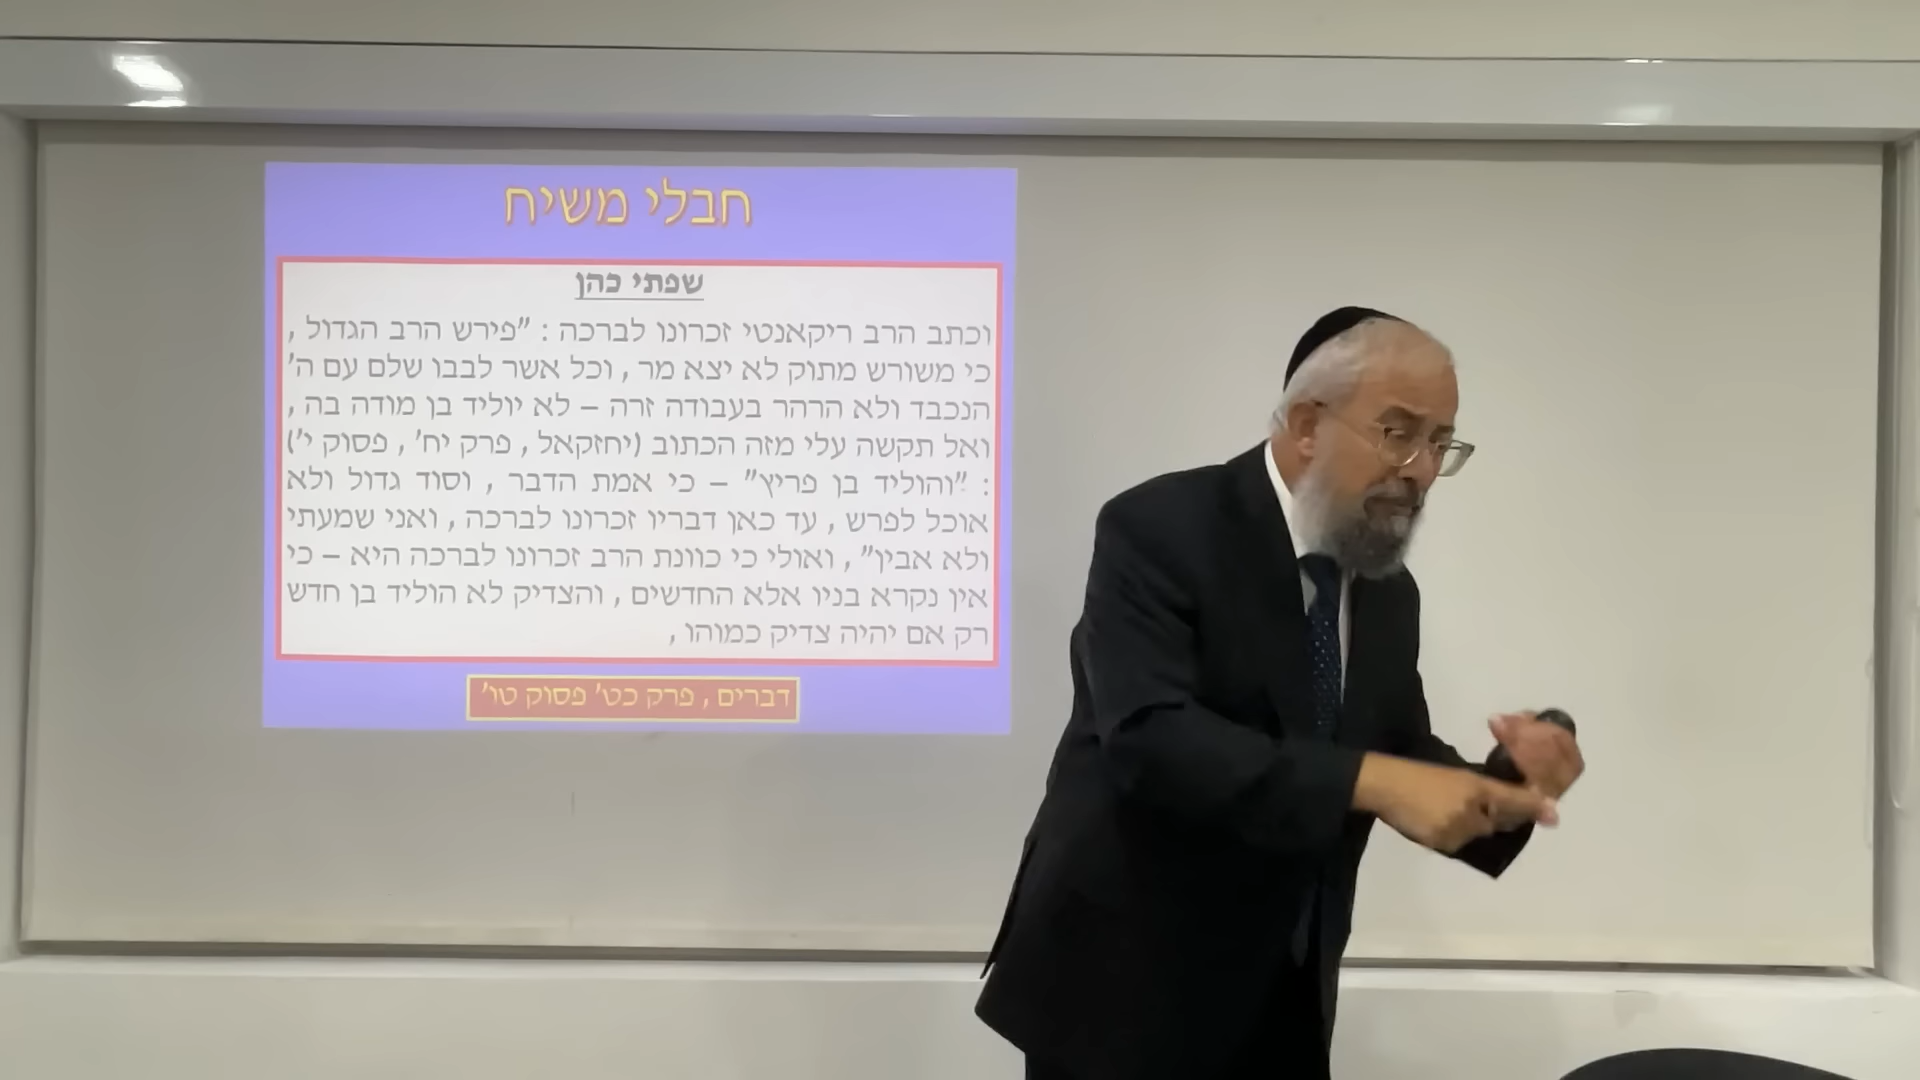 חבלי משיח
שפתי כהן
וכתב הרב ריקאנטי זכרונו לברכה : "פירש הרב הגדול ,
כי משורש מתוק לא יצא מר , וכל אשר לבבו שלם עם ה'
הנכבד ולא הרהר בעבודה זרה – לא יוליד בן מודה בה ,
ואל תקשה עלי מזה הכתוב (יחזקאל , פרק יח' , פסוק י')
: "והוליד בן פריץ" – כי אמת הדבר , וסוד גדול ולא
אוכל לפרש , עד כאן דבריו זכרונו לברכה , ואני שמעתי
ולא אבין" , ואולי כי כוונת הרב זכרונו לברכה היא – כי
אין נקרא בניו אלא החדשים , והצדיק לא הוליד בן חדש
רק אם יהיה צדיק כמוהו ,
דברים , פרק כט' פסוק טו'